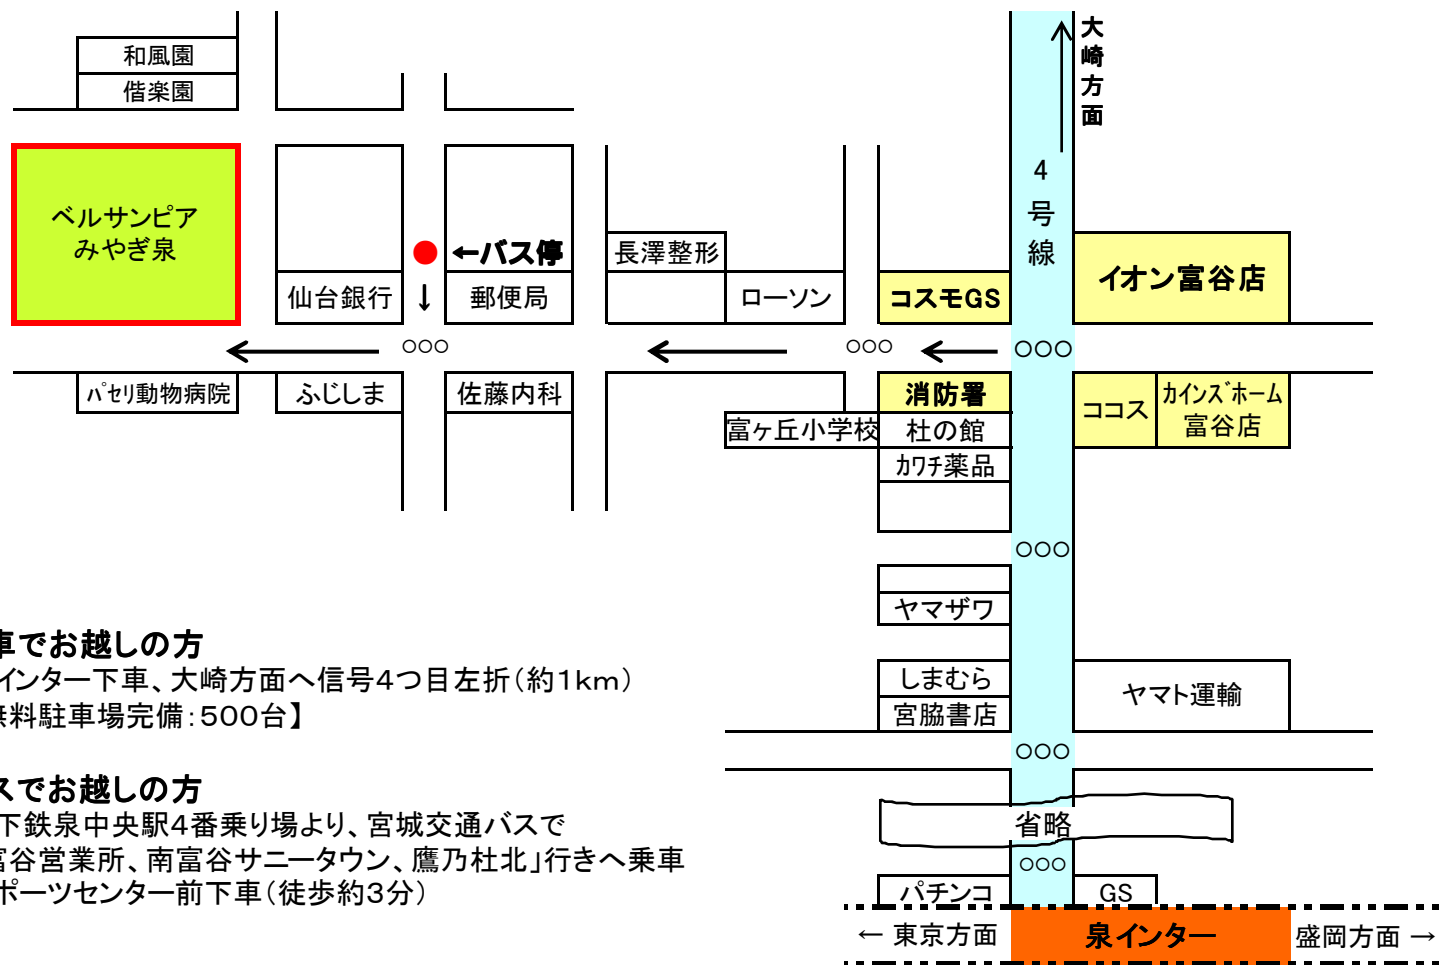 和風園
偕楽園
大崎方面
4号線
ベルサンピア
みやぎ泉
←バス停
長澤整形
イオン富谷店
仙台銀行
↓
郵便局
ローソン
コスモGS
○○○
○○○
○○○
パセリ動物病院
ふじしま
佐藤内科
消防署
ココス
カインズホーム
富谷店
富ヶ丘小学校
杜の館
カワチ薬品
○○○
ヤマザワ
車でお越しの方
インター下車、大崎方面へ信号4つ目左折(約1km)
無料駐車場完備:500台】
しまむら
宮脇書店
ヤマト運輸
○○○
スでお越しの方
下鉄泉中央駅4番乗り場より、宮城交通バスで
富谷営業所、南富谷サニータウン、鷹乃杜北」行きへ乗車
ポーツセンター前下車(徒歩約3分)
省略
○○○
パチンコ
GS
← 東京方面
泉インター
盛岡方面 →